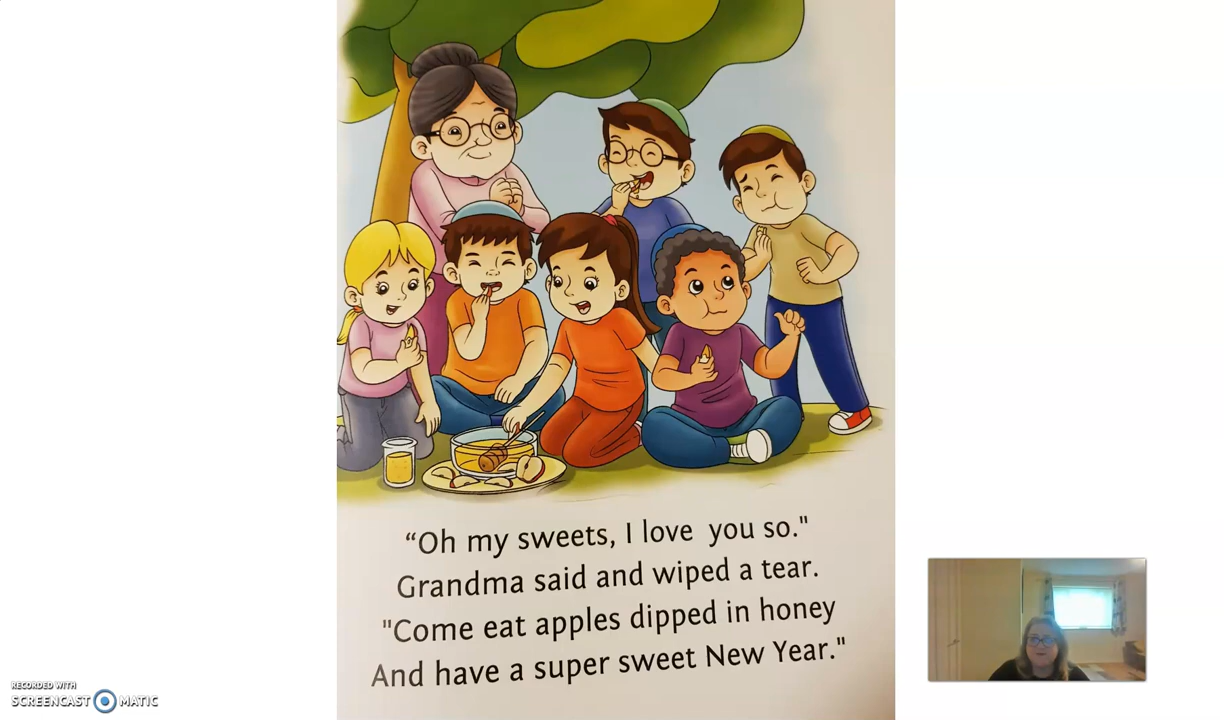 “Oh my sweets, I love you so."
Grandma said and wiped a tear.
"Come eat apples dipped in honey
And have a super sweet New Year."
RECORDED WITH
SCREENCAST MATIC